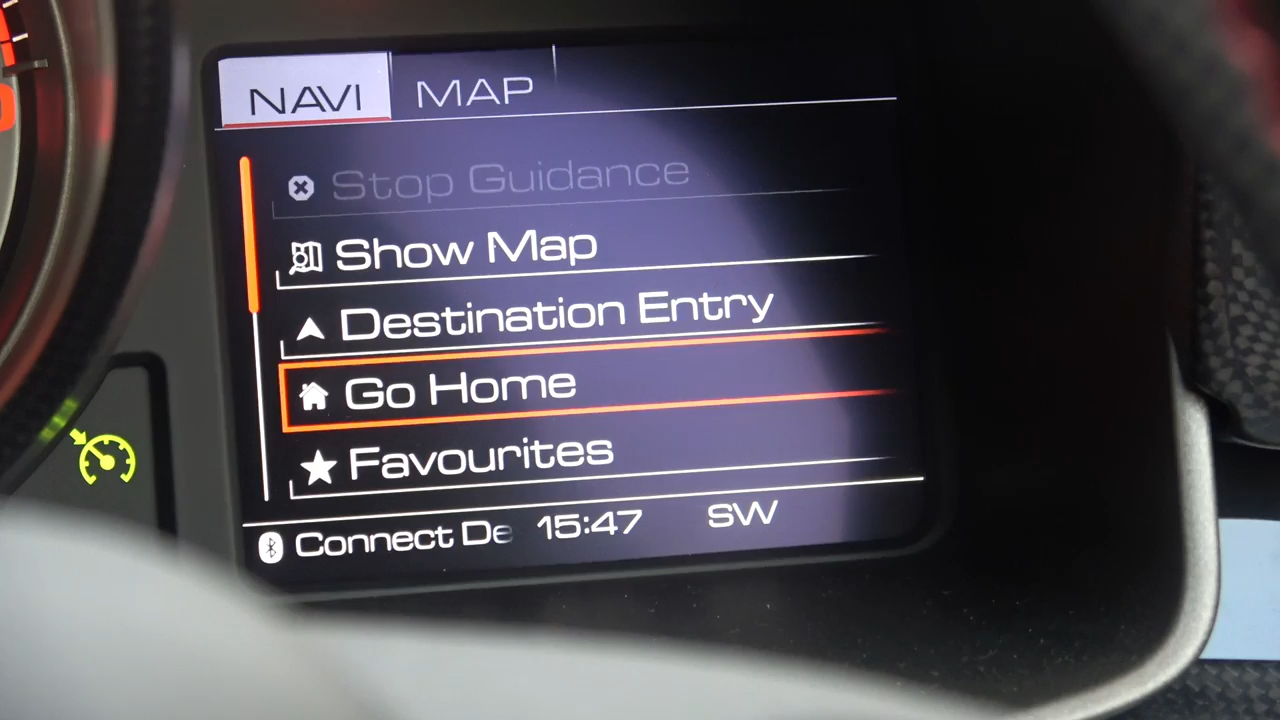 NAVI MAP
Stop Guidance
Show Map
Destination Entry
Go Home
Favourites
Connect De 15:47 SW